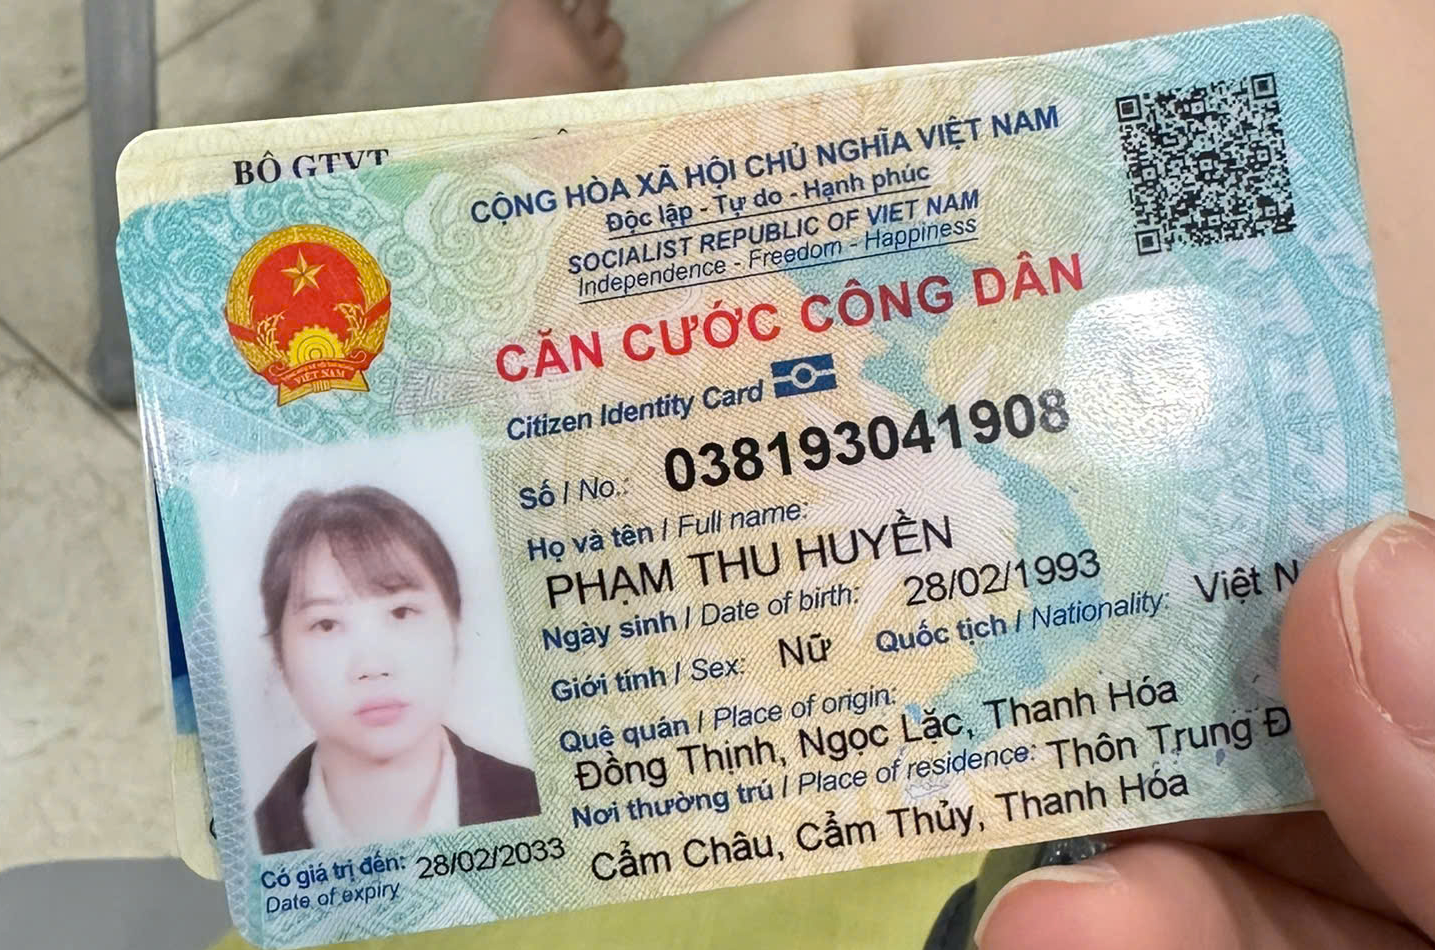 BỘ GTVT
CỘNG HÒA XÃ HỘI CHỦ NGHĨA VIỆT NAM
Độc lập - Tự do - Hạnh phúc
SOCIALIST REPUBLIC OF VIET NAM
Independence - Freedom - Happiness
CĂN CƯỚC CÔNG DÂN
Citizen Identity Card
Số / No.: 038193041908
Họ và tên / Full name:
PHẠM THU HUYỀN
Ngày sinh / Date of birth: 28/02/1993
Giới tính / Sex: Nữ Quốc tịch / Nationality: Việt N
Quê quán / Place of origin:
Đồng Thịnh, Ngọc Lặc, Thanh Hóa
Nơi thường trú / Place of residence: Thôn Trung Đ
Cẩm Châu, Cẩm Thủy, Thanh Hóa
Có giá trị đến: 28/02/2033
Date of expiry
VIỆT NAM